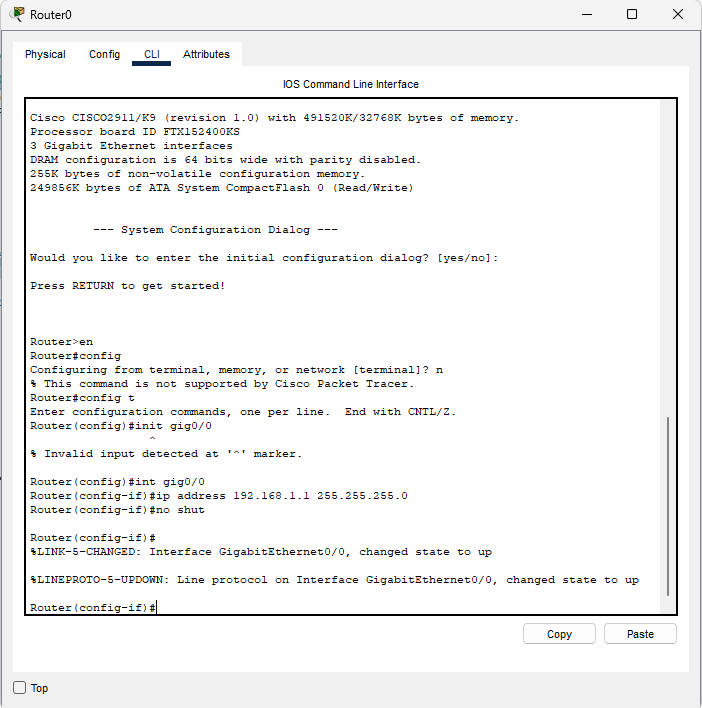 Router0
Physical Config CLI Attributes
IOS Command Line Interface
Cisco CISCO2911/K9 (revision 1.0) with 491520K/32768K bytes of memory.
Processor board ID FTX152400KS
3 Gigabit Ethernet interfaces
DRAM configuration is 64 bits wide with parity disabled.
255K bytes of non-volatile configuration memory.
249856K bytes of ATA System CompactFlash 0 (Read/Write)
--- System Configuration Dialog ---
Would you like to enter the initial configuration dialog? [yes/no]:
Press RETURN to get started!
Router>en
Router#config
Configuring from terminal, memory, or network [terminal]? n
% This command is not supported by Cisco Packet Tracer.
Router#config t
Enter configuration commands, one per line.  End with CNTL/Z.
Router(config)#init gig0/0
^
% Invalid input detected at '^' marker.
Router(config)#int gig0/0
Router(config-if)#ip address 192.168.1.1 255.255.255.0
Router(config-if)#no shut
Router(config-if)#
%LINK-5-CHANGED: Interface GigabitEthernet0/0, changed state to up
%LINEPROTO-5-UPDOWN: Line protocol on Interface GigabitEthernet0/0, changed state to up
Router(config-if)#
Copy Paste
Top